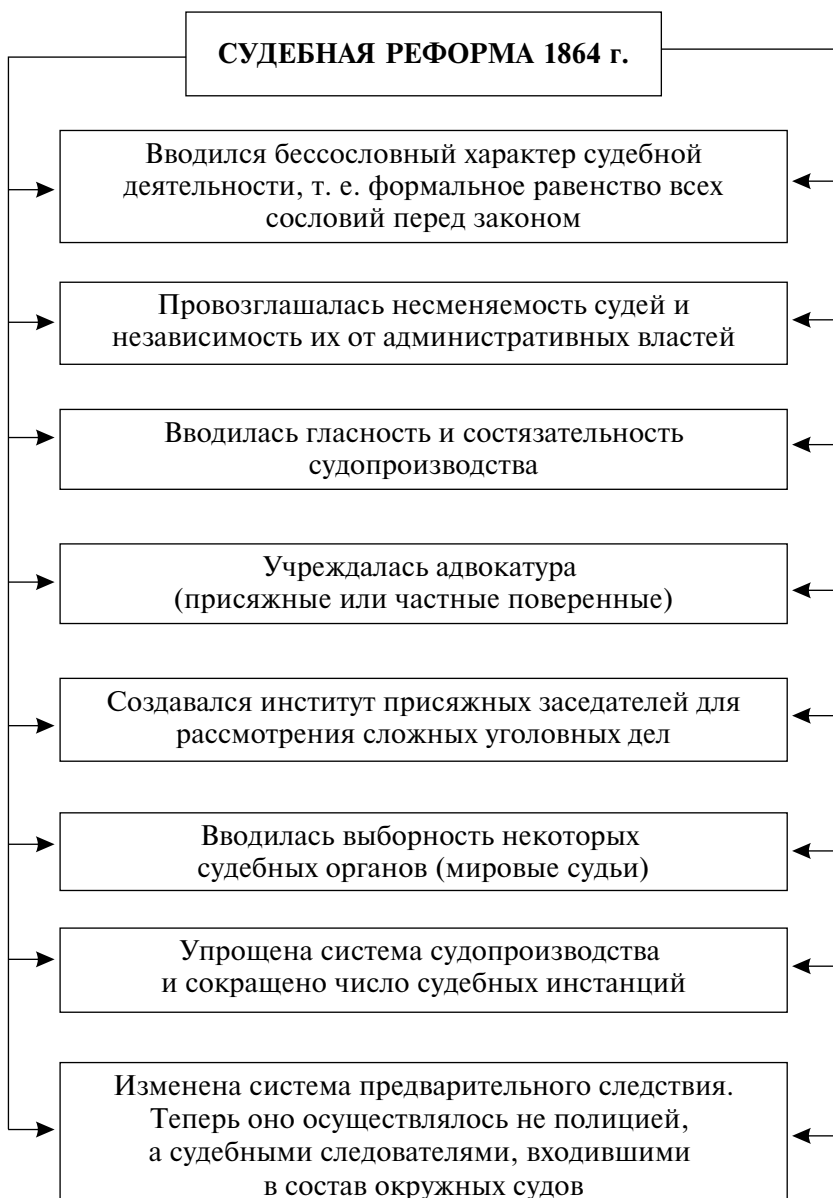 СУДЕБНАЯ РЕФОРМА 1864 г.
Вводился бессословный характер судебной
деятельности, т. е. формальное равенство всех
сословий перед законом
Провозглашалась несменяемость судей и
независимость их от административных властей
Вводилась гласность и состязательность
судопроизводства
Учреждалась адвокатура
(присяжные или частные поверенные)
Создавался институт присяжных заседателей для
рассмотрения сложных уголовных дел
Вводилась выборность некоторых
судебных органов (мировые судьи)
Упрощена система судопроизводства
и сокращено число судебных инстанций
Изменена система предварительного следствия.
Теперь оно осуществлялось не полицией,
а судебными следователями, входившими
в состав окружных судов